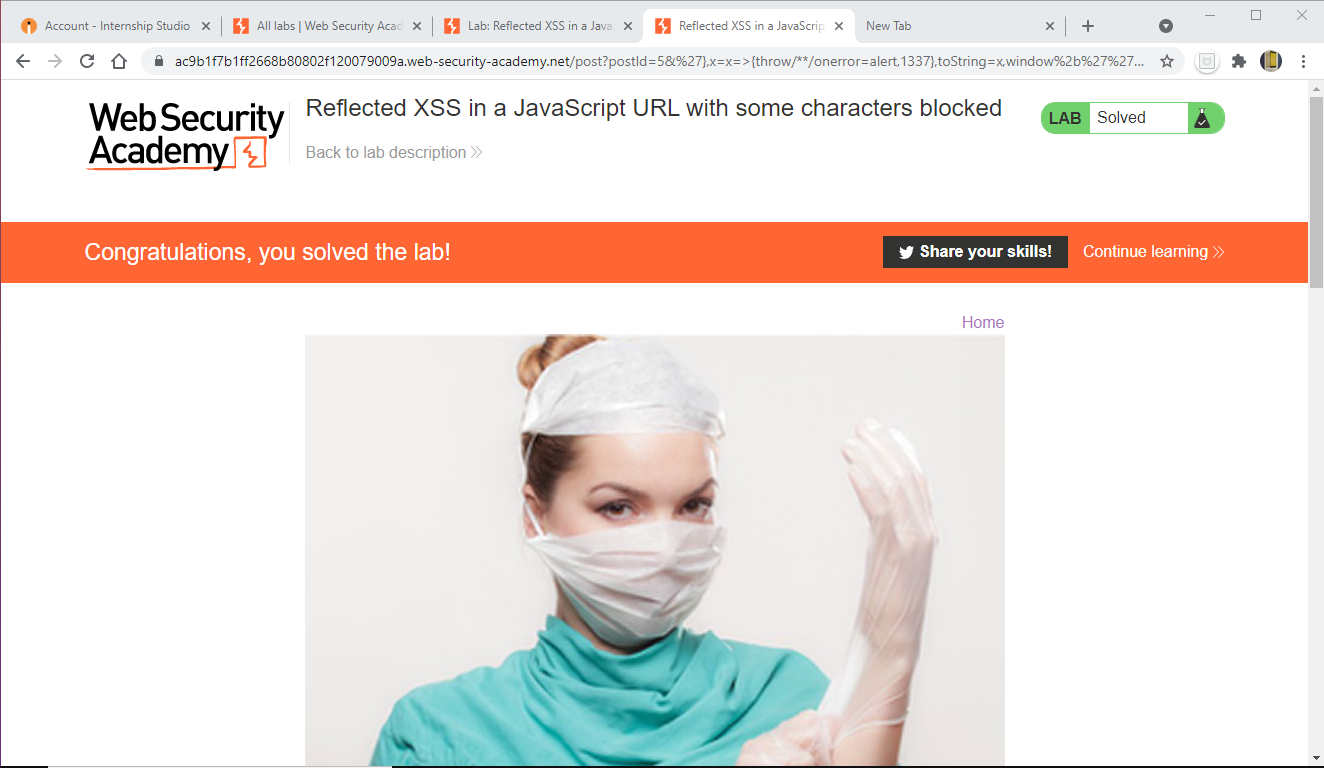 Account - Internship Studio
All labs | Web Security Acad
Lab: Reflected XSS in a Java
Reflected XSS in a JavaScrip
New Tab
ac9b1f7b1ff2668b80802f120079009a.web-security-academy.net/post?postId=5&%27},x=x=>{throw/**/onerror=alert,1337},toString=x,window%2b%27%27...
Web Security
Academy
Reflected XSS in a JavaScript URL with some characters blocked
Back to lab description
LAB Solved
Congratulations, you solved the lab!
Share your skills!
Continue learning
Home